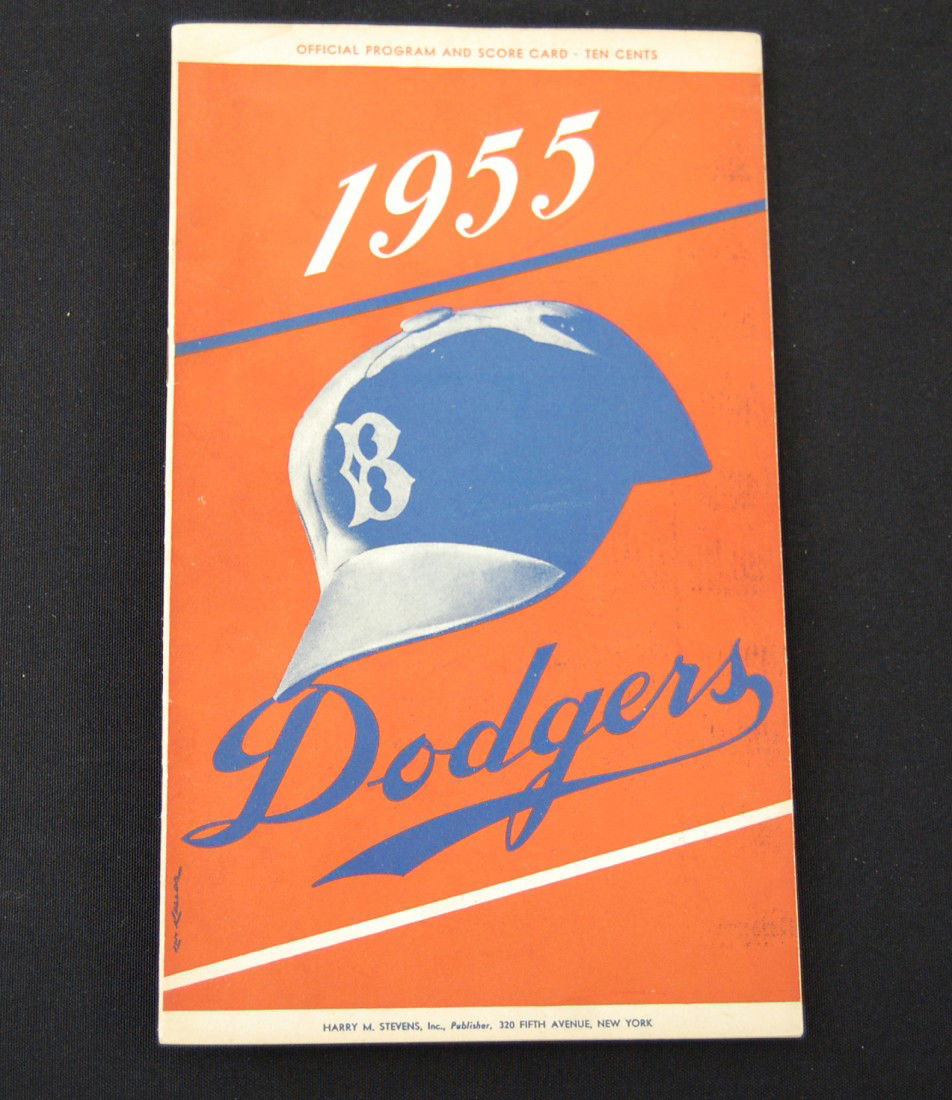 OFFICIAL PROGRAM AND SCORE CARD - TEN CENTS
1955
B
Dodgers
HARRY M. STEVENS, Inc., Publisher, 320 FIFTH AVENUE, NEW YORK